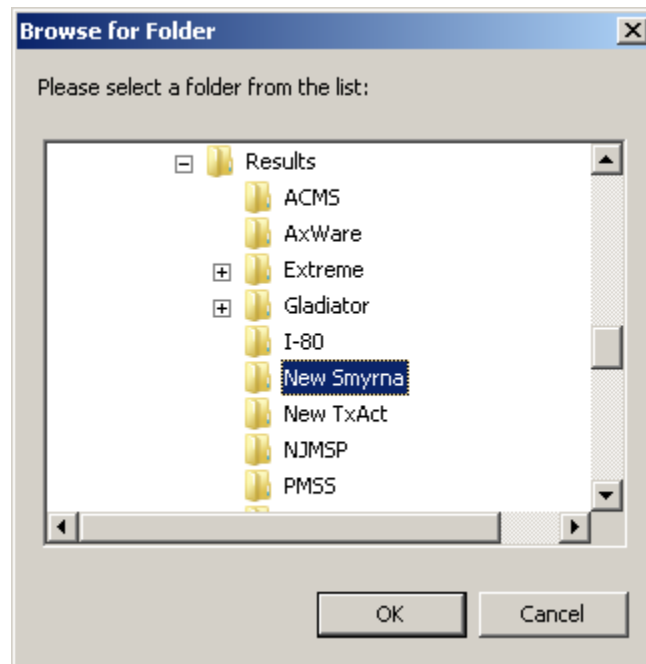 Browse for Folder
Please select a folder from the list:
Results
ACMS
AxWare
Extreme
Gladiator
I-80
New Smyrna
New TxAct
NJMSP
PMSS
OK
Cancel